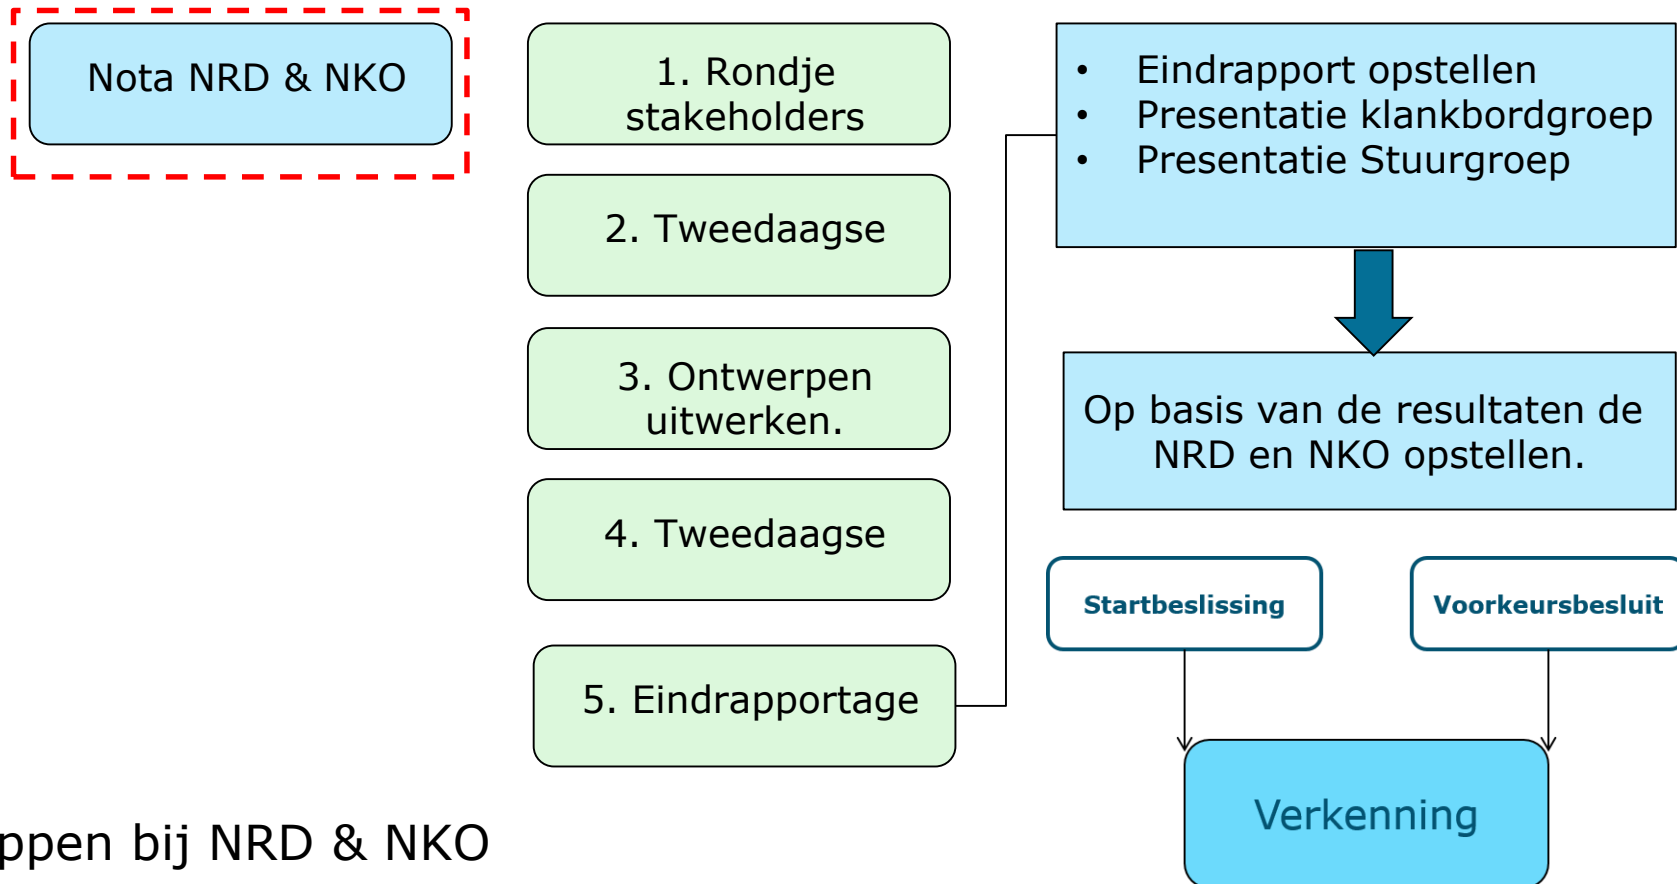 Nota NRD & NKO
1. Rondje
stakeholders
2. Tweedaagse
3. Ontwerpen
uitwerken.
4. Tweedaagse
5. Eindrapportage
• Eindrapport opstellen
• Presentatie klankbordgroep
• Presentatie Stuurgroep
Op basis van de resultaten de
NRD en NKO opstellen.
Startbeslissing
Voorkeursbesluit
Verkenning
ppen bij NRD & NKO